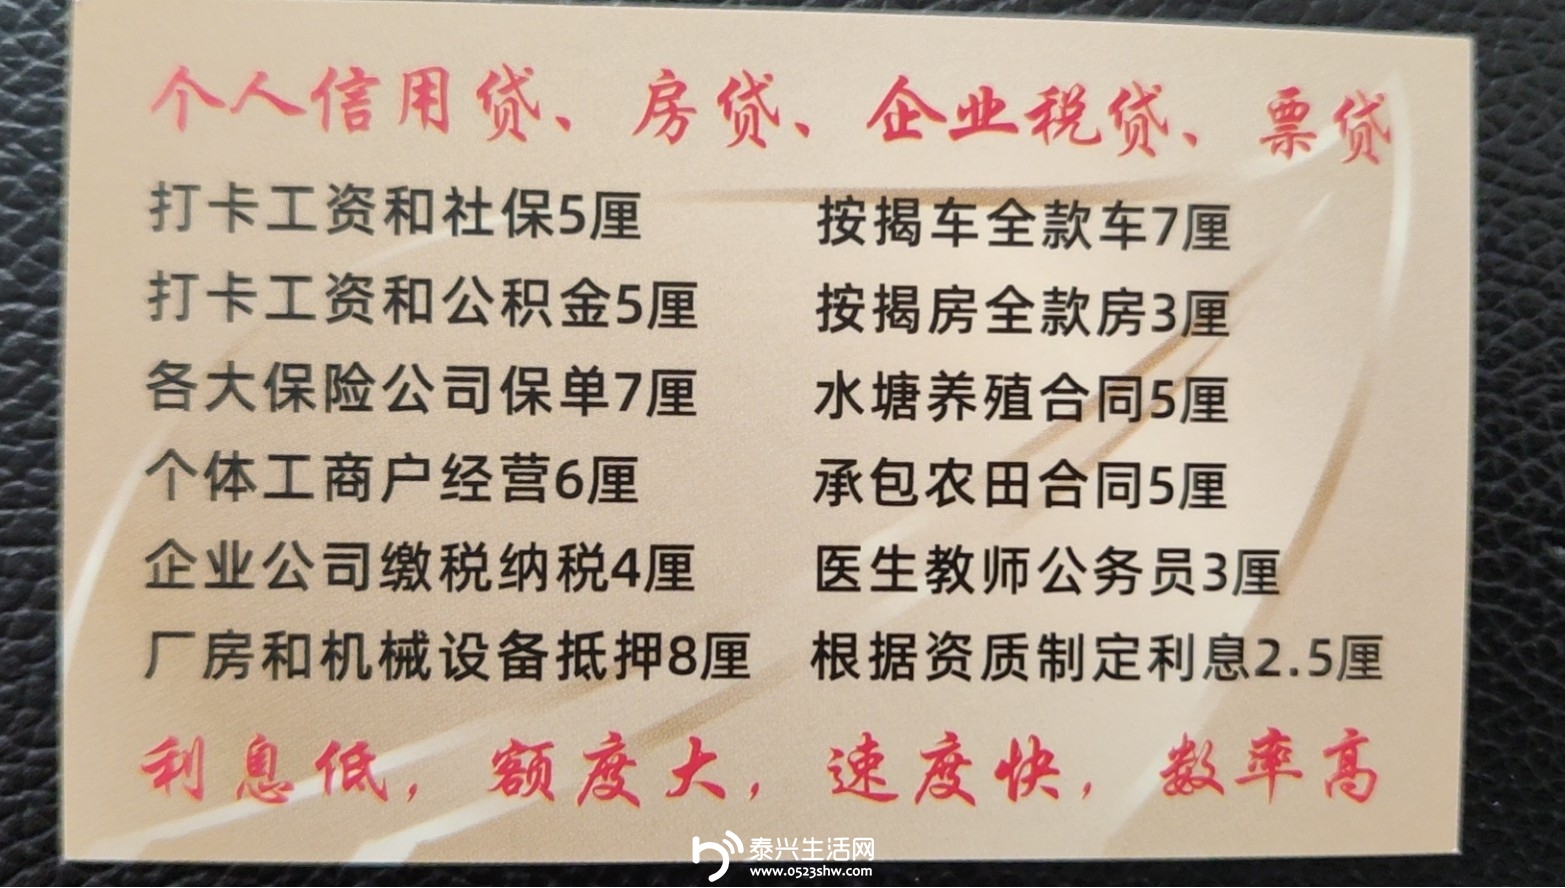 个人信用贷、房贷、企业税贷、票贷
打卡工资和社保5厘
按揭车全款车7厘
打卡工资和公积金5厘
按揭房全款房3厘
各大保险公司保单7厘
水塘养殖合同5厘
个体工商户经营6厘
承包农田合同5厘
企业公司缴税纳税4厘
医生教师公务员3厘
厂房和机械设备抵押8厘
根据资质制定利息2.5厘
利息低，额度大，速度快，数率高
泰兴生活网
www.0523shw.com